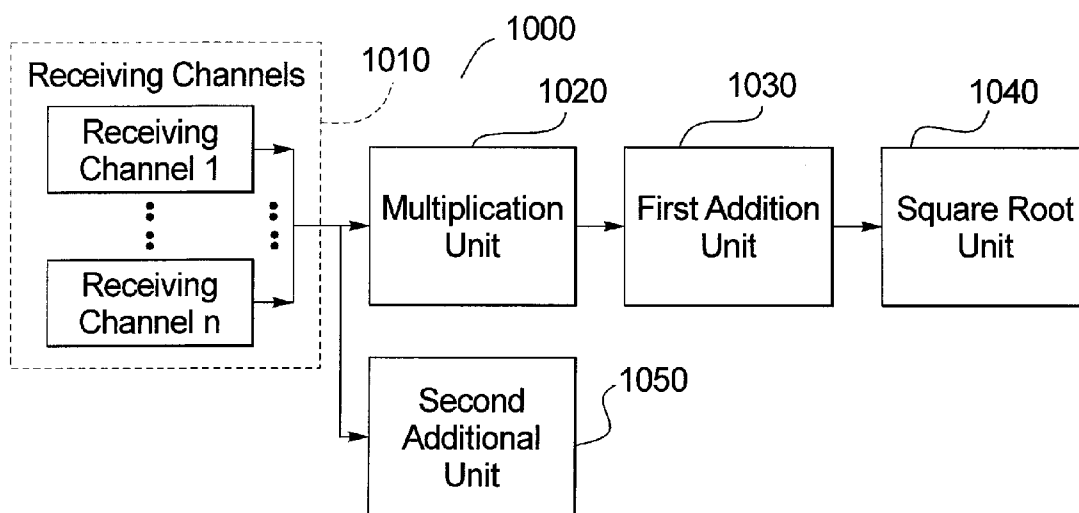 1000
1010
Receiving Channels
Receiving
Channel 1
Receiving
Channel n
1020
Multiplication
Unit
1030
First Addition
Unit
1040
Square Root
Unit
1050
Second
Additional
Unit